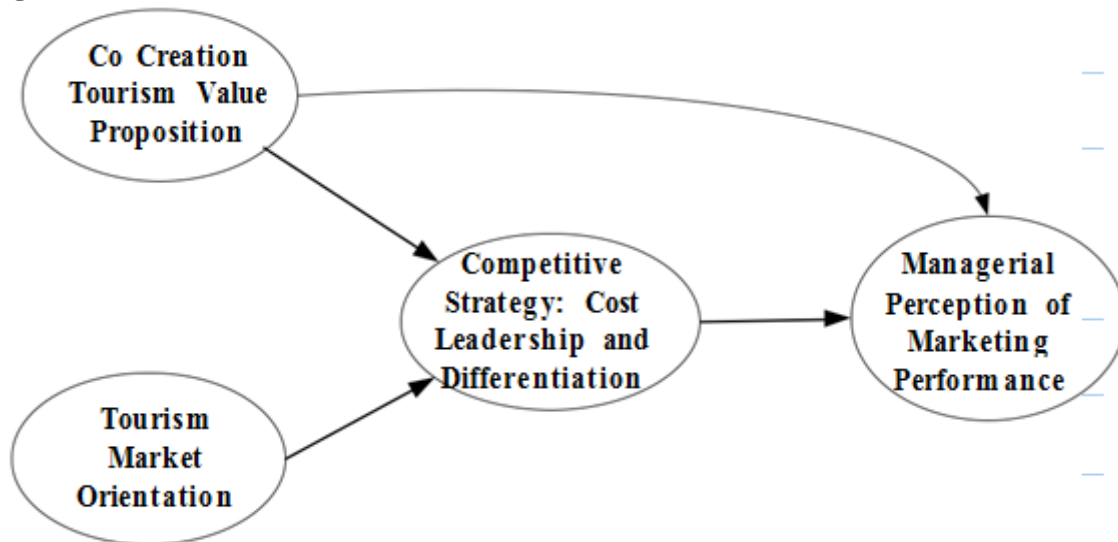 Co Creation
Tourism Value
Proposition
Competitive
Strategy: Cost
Leadership and
Differentiation
Managerial
Perception of
Marketing
Performance
Tourism
Market
Orientation